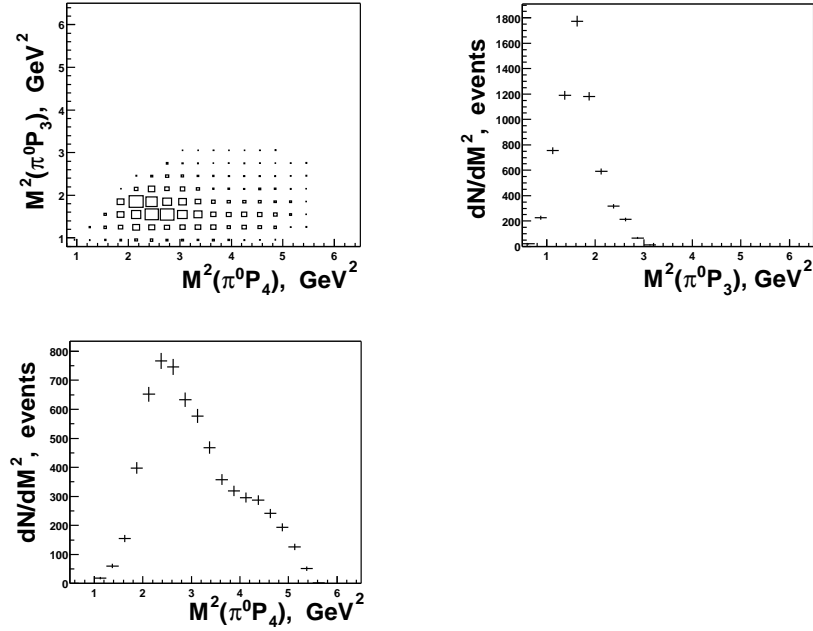 M²(π⁰P₃), GeV²
6
5
4
3
2
1
1 2 3 4 5 6
M²(π⁰P₄), GeV²
dN/dM², events
1800
1600
1400
1200
1000
800
600
400
200
0
1 2 3 4 5 6
M²(π⁰P₃), GeV²
dN/dM², events
800
700
600
500
400
300
200
100
0
1 2 3 4 5 6
M²(π⁰P₄), GeV²